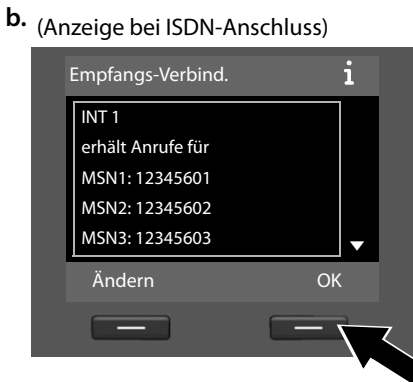 b. (Anzeige bei ISDN-Anschluss)
Empfangs-Verbind. i
INT 1
erhält Anrufe für
MSN1: 12345601
MSN2: 12345602
MSN3: 12345603
Ändern OK